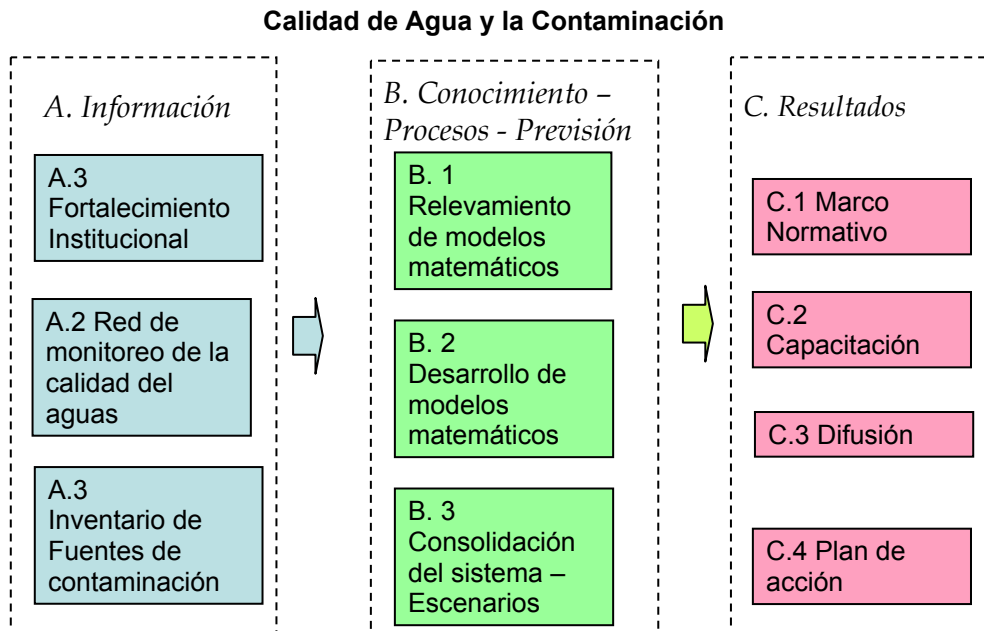 Calidad de Agua y la Contaminación
A. Información
A.3
Fortalecimiento
Institucional
A.2 Red de
monitoreo de la
calidad del
aguas
A.3
Inventario de
Fuentes de
contaminación
B. Conocimiento –
Procesos - Previsión
B. 1
Relevamiento
de modelos
matemáticos
B. 2
Desarrollo de
modelos
matemáticos
B. 3
Consolidación
del sistema –
Escenarios
C. Resultados
C.1 Marco
Normativo
C.2
Capacitación
C.3 Difusión
C.4 Plan de
acción